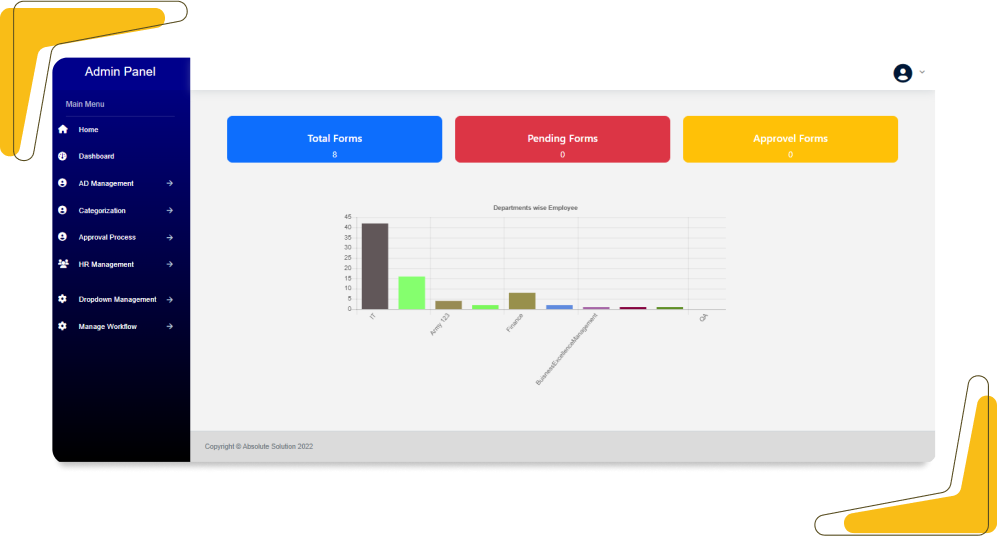 Admin Panel
Main Menu
Home
Dashboard
AD Management
Categorization
Approval Process
HR Management
Dropdown Management
Manage Workflow
Total Forms
8
Pending Forms
0
Approvel Forms
0
Departments wise Employee
45
40
35
30
25
20
15
10
5
0
IT
Army 123
Finance
BusinessExcellenceManagement
QA
Copyright © Absolute Solution 2022